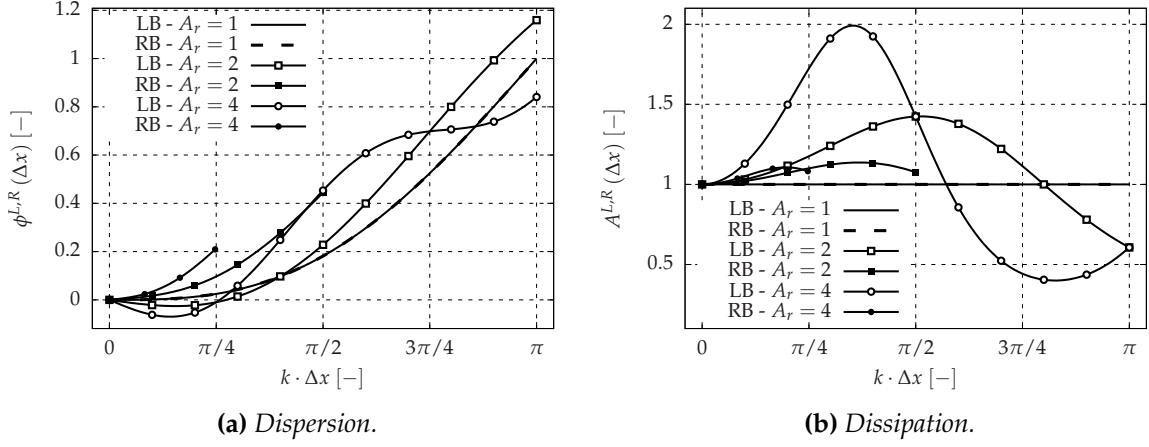 LB - A_r = 1
RB - A_r = 1
LB - A_r = 2
RB - A_r = 2
LB - A_r = 4
RB - A_r = 4
1.2
1
0.8
0.6
0.4
0.2
0
ϕ^{L,R} (Δx) [−]
0 π/4 π/2 3π/4 π
k · Δx [−]
(a) Dispersion.
2
1.5
1
0.5
A^{L,R} (Δx) [−]
LB - A_r = 1
RB - A_r = 1
LB - A_r = 2
RB - A_r = 2
LB - A_r = 4
RB - A_r = 4
0 π/4 π/2 3π/4 π
k · Δx [−]
(b) Dissipation.